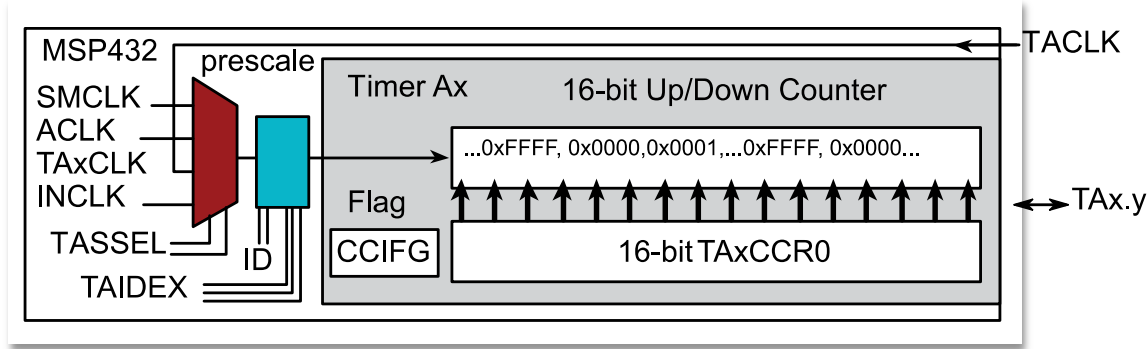 MSP432
TACLK
prescale
SMCLK
ACLK
TAxCLK
INCLK
TASSEL
ID
TAIDEX
Timer Ax
16-bit Up/Down Counter
...0xFFFF, 0x0000,0x0001,...0xFFFF, 0x0000...
Flag
CCIFG
16-bit TAxCCR0
TAx.y